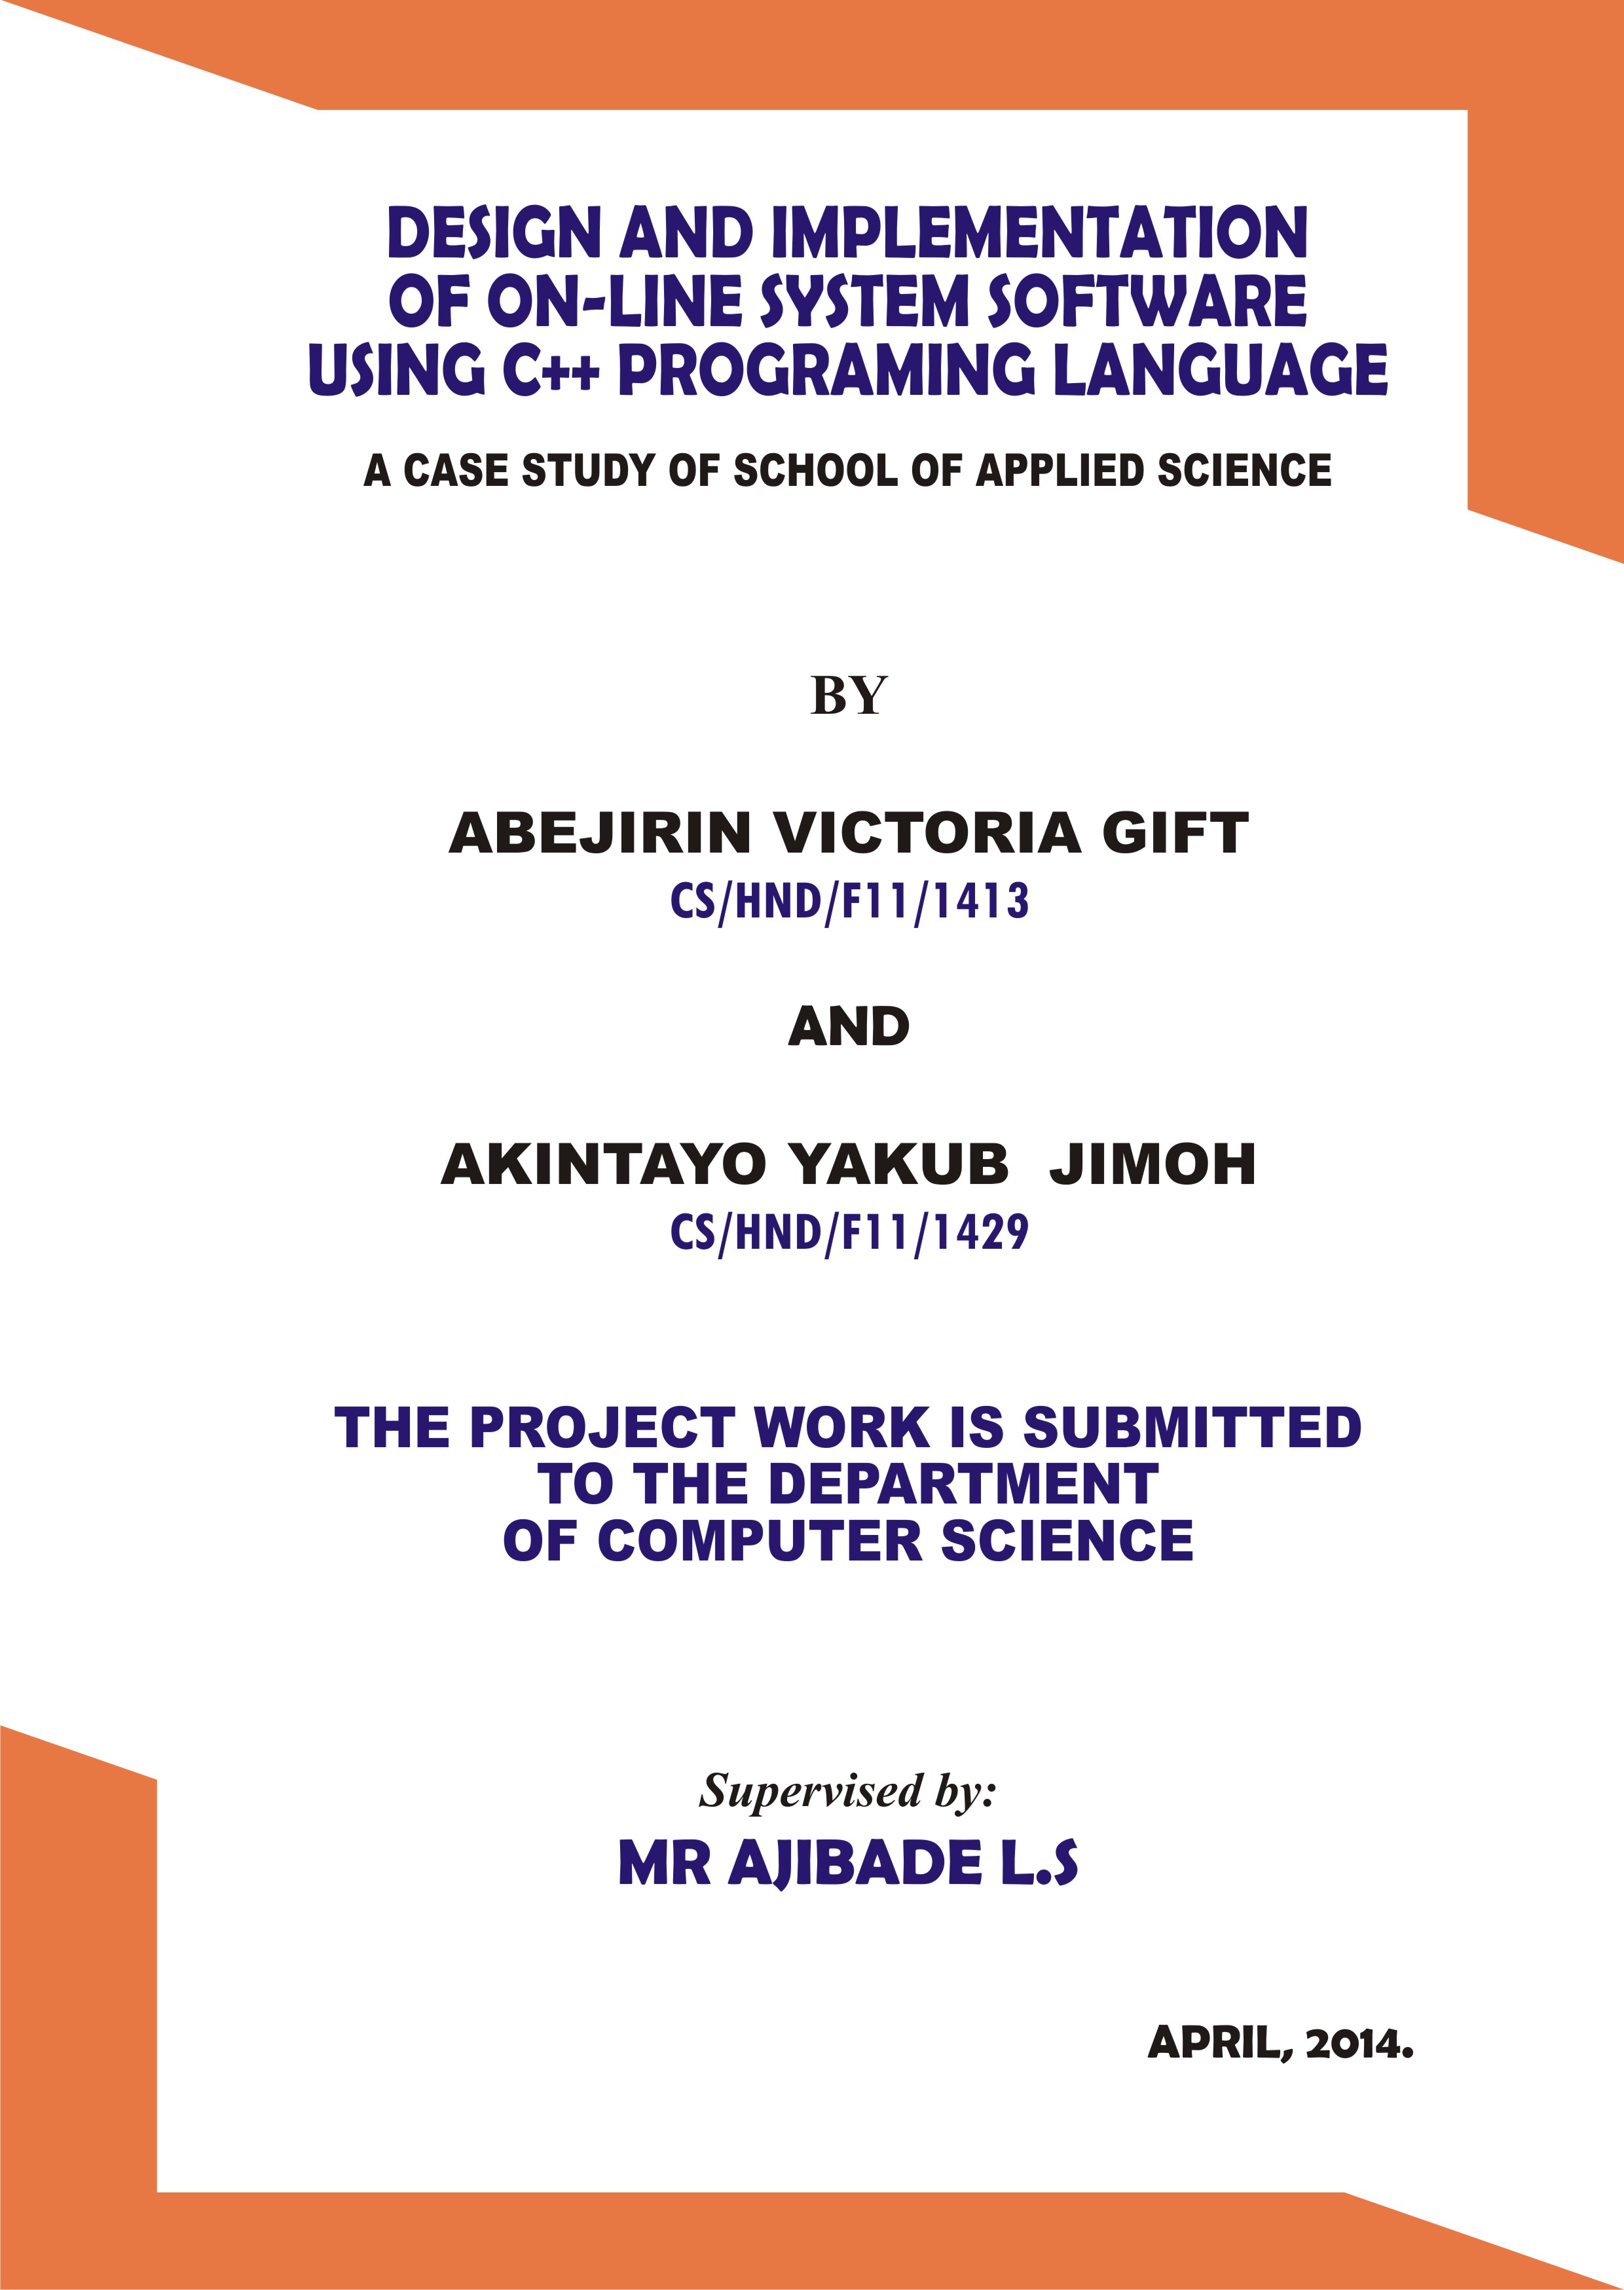 DESIGN AND IMPLEMENTATION
OF ON-LINE SYSTEM SOFTWARE
USING C++ PROGRAMING LANGUAGE
A CASE STUDY OF SCHOOL OF APPLIED SCIENCE
BY
ABEJIRIN VICTORIA GIFT
CS/HND/F11/1413
AND
AKINTAYO YAKUB JIMOH
CS/HND/F11/1429
THE PROJECT WORK IS SUBMITTED
TO THE DEPARTMENT
OF COMPUTER SCIENCE
Supervised by:
MR AJIBADE L.S
APRIL, 2014.